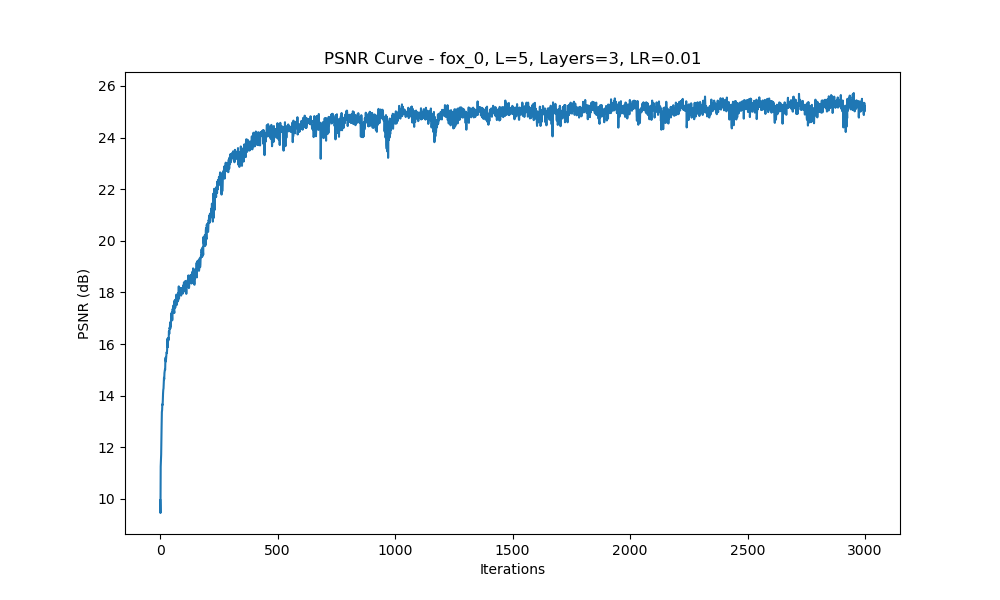 PSNR Curve - fox_0, L=5, Layers=3, LR=0.01
PSNR (dB)
26
24
22
20
18
16
14
12
10
0 500 1000 1500 2000 2500 3000
Iterations